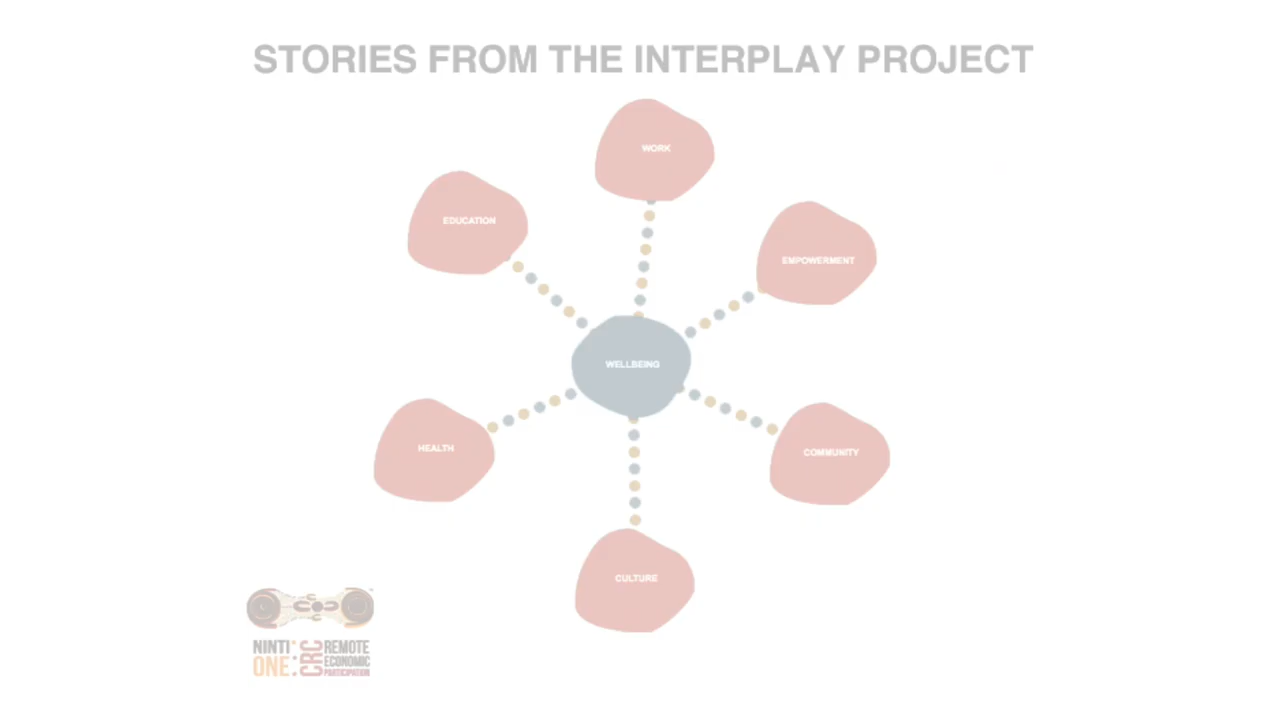 STORIES FROM THE INTERPLAY PROJECT
WORK
EDUCATION
EMPOWERMENT
WELLBEING
HEALTH
COMMUNITY
CULTURE
NINTI
ONE:
CRC
REMOTE
ECONOMIC
PARTICIPATION